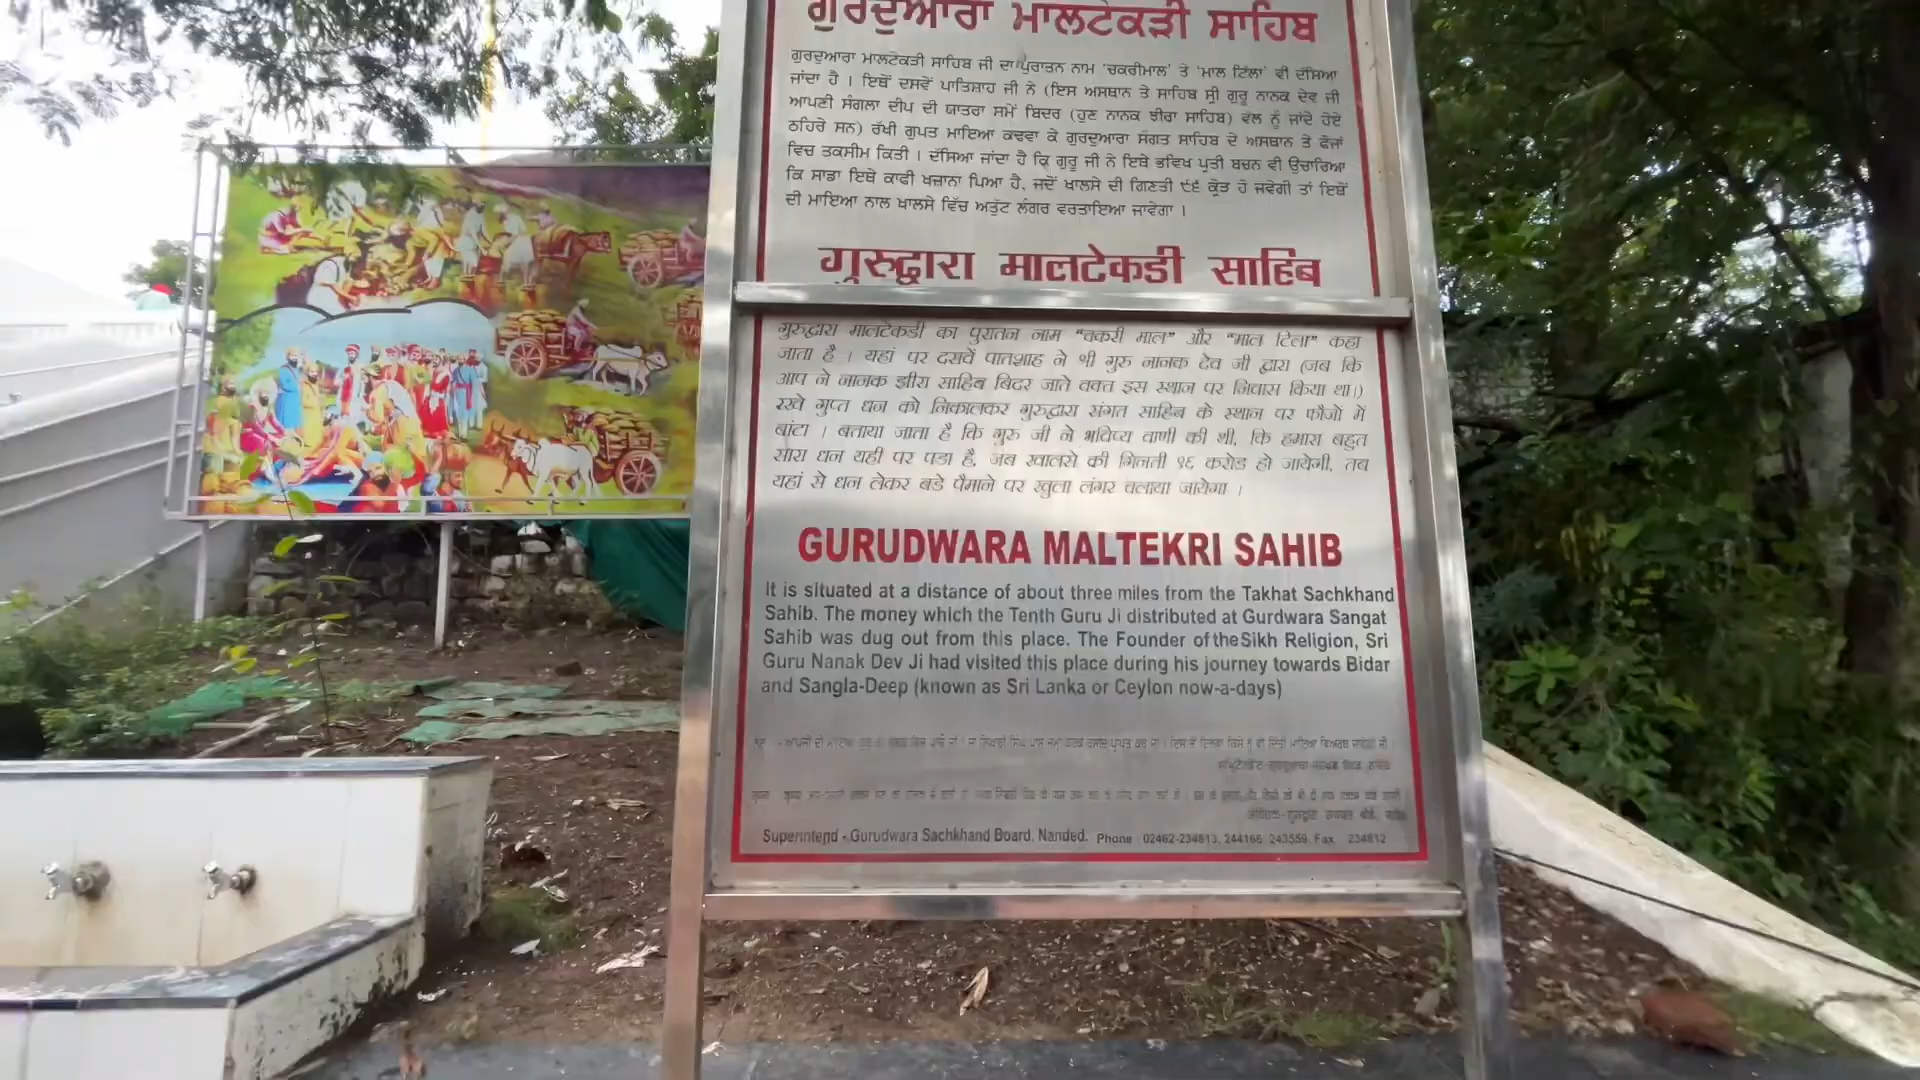 ਗੁਰਦੁਆਰਾ ਮਾਲਟੇਕੜੀ ਸਾਹਿਬ
ਗੁਰਦੁਆਰਾ ਮਾਲਟੇਕੜੀ ਸਾਹਿਬ ਜੀ ਦਾ ਪੁਰਾਤਨ ਨਾਮ 'ਚਕਰੀਮਾਲ' ਤੇ 'ਮਾਲ ਟਿੱਲਾ' ਵੀ ਦੱਸਿਆ
ਜਾਂਦਾ ਹੈ । ਇਥੋਂ ਦਸਵੇਂ ਪਾਤਿਸ਼ਾਹ ਜੀ ਨੇ (ਇਸ ਅਸਥਾਨ ਤੇ ਸਾਹਿਬ ਸ੍ਰੀ ਗੁਰੂ ਨਾਨਕ ਦੇਵ ਜੀ
ਆਪਣੀ ਸੰਗਲਾ ਦੀਪ ਦੀ ਯਾਤਰਾ ਸਮੇਂ ਬਿਦਰ (ਹੁਣ ਨਾਨਕ ਝੀਰਾ ਸਾਹਿਬ) ਵੱਲ ਨੂੰ ਜਾਂਦੇ ਹੋਏ
ਠਹਿਰੇ ਸਨ) ਰੱਖੀ ਗੁਪਤ ਮਾਇਆ ਕਢਵਾ ਕੇ ਗੁਰਦੁਆਰਾ ਸੰਗਤ ਸਾਹਿਬ ਦੇ ਅਸਥਾਨ ਤੇ ਫੌਜਾਂ
ਵਿਚ ਤਕਸੀਮ ਕਿਤੀ । ਦੱਸਿਆ ਜਾਂਦਾ ਹੈ ਕਿ ਗੁਰੂ ਜੀ ਨੇ ਇਥੇ ਭਵਿਖ ਪ੍ਰਤੀ ਬਚਨ ਵੀ ਉਚਾਰਿਆ
ਕਿ ਸਾਡਾ ਇਥੇ ਕਾਫੀ ਖਜ਼ਾਨਾ ਪਿਆ ਹੈ, ਜਦੋਂ ਖਾਲਸੇ ਦੀ ਗਿਣਤੀ ੯੬ ਕ੍ਰੋੜ ਹੋ ਜਵੇਗੀ ਤਾਂ ਇਥੋਂ
ਦੀ ਮਾਇਆ ਨਾਲ ਖਾਲਸੇ ਵਿੱਚ ਅਤੁੱਟ ਲੰਗਰ ਵਰਤਾਇਆ ਜਾਵੇਗਾ ।
गुरुद्वारा मालटेकडी साहिब
गुरुद्वारा मालटेकडी का पुरातन नाम "चकरी माल" और "माल टिला" कहा
जाता है । यहां पर दसवें पातशाह ने श्री गुरु नानक देव जी द्वारा (जब कि
आप ने नानक झीरा साहिब बिदर जाते वक्त इस स्थान पर निवास किया था।)
रखे गुप्त धन को निकालकर गुरुद्वारा संगत साहिब के स्थान पर फौजों में
बांटा । बताया जाता है कि गुरु जी ने भविष्य वाणी की थी, कि हमारा बहुत
सारा धन यही पर पडा है, जब खालसे की गिनती ९६ करोड हो जायेगी, तब
यहां से धन लेकर बडे पैमाने पर खुला लंगर चलाया जायेगा ।
GURUDWARA MALTEKRI SAHIB
It is situated at a distance of about three miles from the Takhat Sachkhand
Sahib. The money which the Tenth Guru Ji distributed at Gurdwara Sangat
Sahib was dug out from this place. The Founder of the Sikh Religion, Sri
Guru Nanak Dev Ji had visited this place during his journey towards Bidar
and Sangla-Deep (known as Sri Lanka or Ceylon now-a-days)
Superintend - Gurudwara Sachkhand Board, Nanded. Phone 02462-234813, 244166 243559 Fax 234812